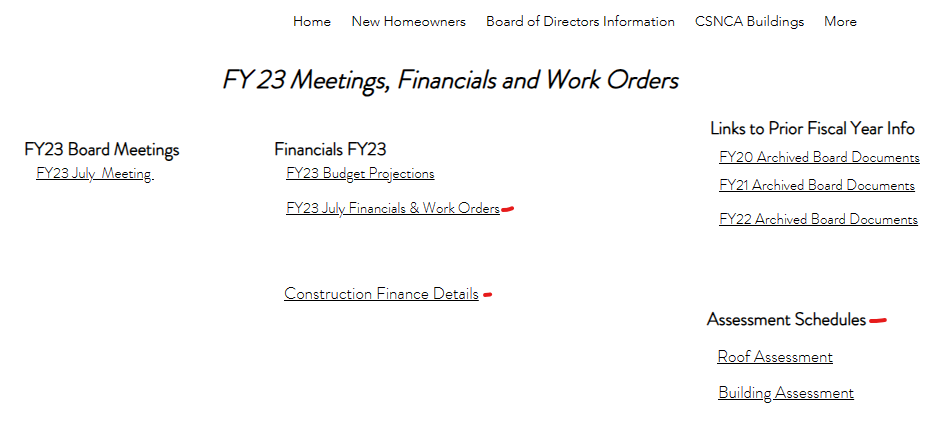 Home New Homeowners Board of Directors Information CSNCA Buildings More
FY 23 Meetings, Financials and Work Orders
FY23 Board Meetings
FY23 July Meeting
Financials FY23
FY23 Budget Projections
FY23 July Financials & Work Orders
Construction Finance Details
Links to Prior Fiscal Year Info
FY20 Archived Board Documents
FY21 Archived Board Documents
FY22 Archived Board Documents
Assessment Schedules
Roof Assessment
Building Assessment